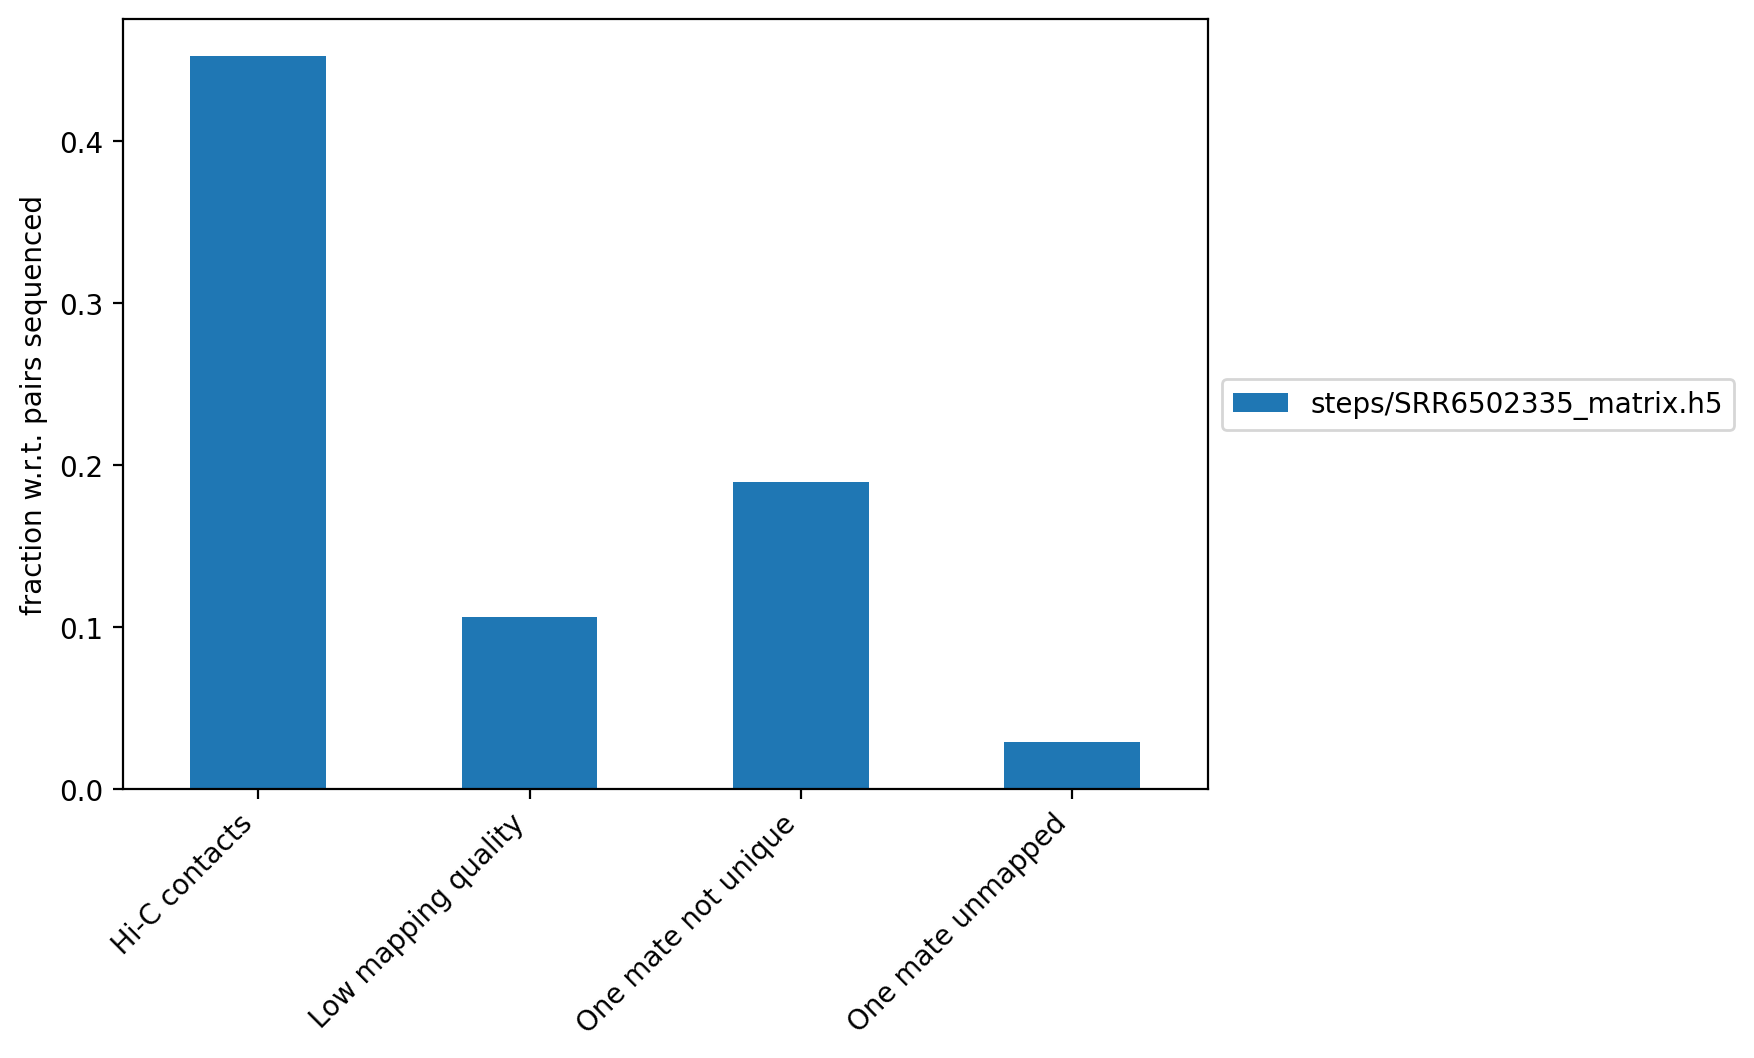 fraction w.r.t. pairs sequenced
0.4
0.3
0.2
0.1
0.0
Hi-C contacts
Low mapping quality
One mate not unique
One mate unmapped
steps/SRR6502335_matrix.h5